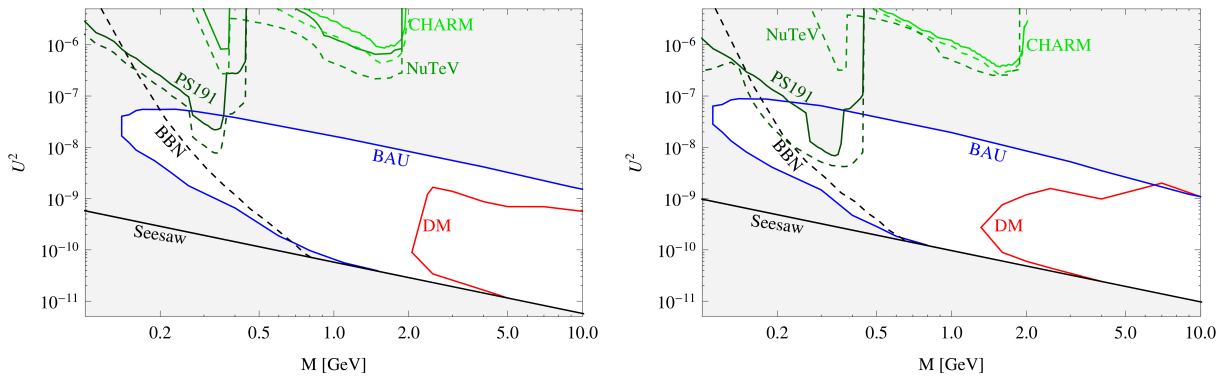 CHARM
NuTeV
PS191
BBN
BAU
DM
Seesaw
10⁻⁶
10⁻⁷
10⁻⁸
10⁻⁹
10⁻¹⁰
10⁻¹¹
U²
0.2 0.5 1.0 2.0 5.0 10.0
M [GeV]
NuTeV
CHARM
PS191
BBN
BAU
DM
Seesaw
10⁻⁶
10⁻⁷
10⁻⁸
10⁻⁹
10⁻¹⁰
10⁻¹¹
U²
0.2 0.5 1.0 2.0 5.0 10.0
M [GeV]